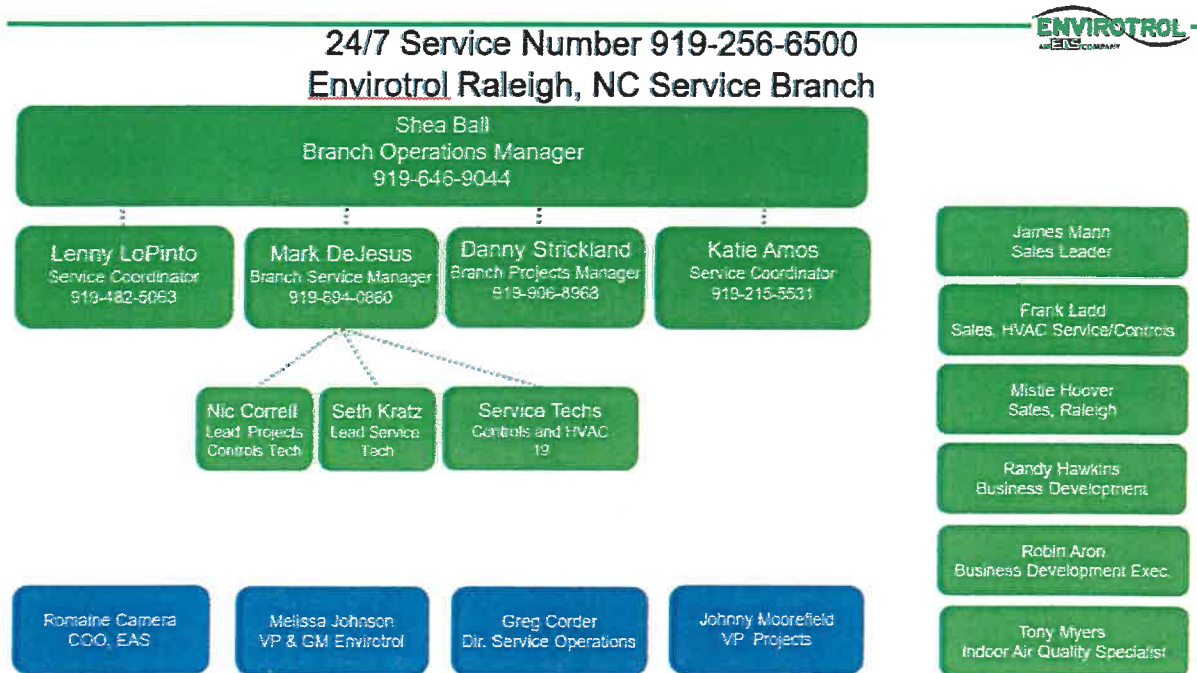 ENVIROTROL
AN EAS COMPANY
24/7 Service Number 919-256-6500
Envirotrol Raleigh, NC Service Branch
Shea Ball
Branch Operations Manager
919-646-9044
Lenny LoPinto
Service Coordinator
919-482-5063
Mark DeJesus
Branch Service Manager
919-694-0860
Danny Strickland
Branch Projects Manager
919-906-8968
Katie Amos
Service Coordinator
919-215-5531
Nic Correll
Lead Projects
Controls Tech
Seth Kratz
Lead Service
Tech
Service Techs
Controls and HVAC
19
James Mann
Sales Leader
Frank Ladd
Sales, HVAC Service/Controls
Mistie Hoover
Sales, Raleigh
Randy Hawkins
Business Development
Robin Aron
Business Development Exec.
Tony Myers
Indoor Air Quality Specialist
Romaine Camera
COO, EAS
Melissa Johnson
VP & GM Envirotrol
Greg Corder
Dir. Service Operations
Johnny Moorefield
VP Projects